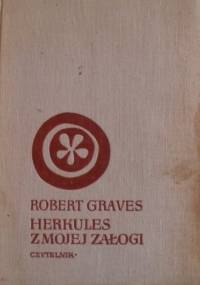 ROBERT GRAVES
HERKULES
Z MOJEJ ZAŁOGI
CZYTELNIK•